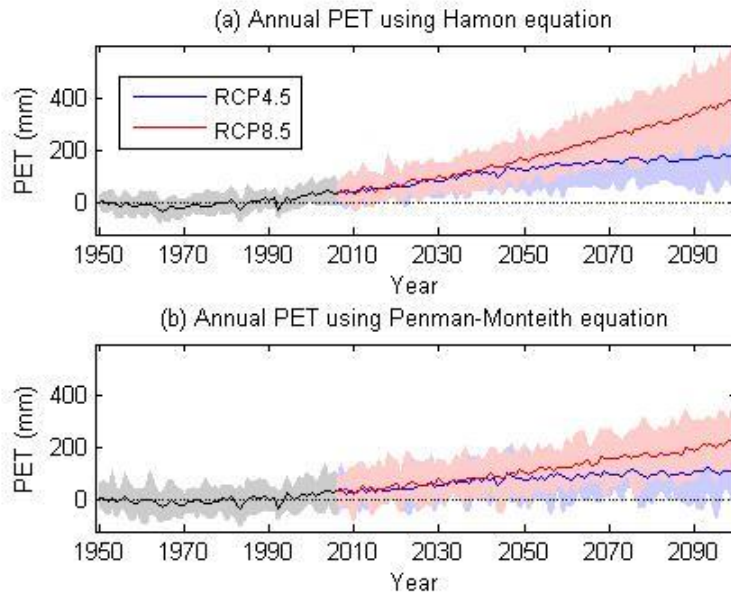 (a) Annual PET using Hamon equation
PET (mm)
400
200
0
RCP4.5
RCP8.5
1950 1970 1990 2010 2030 2050 2070 2090
Year
(b) Annual PET using Penman-Monteith equation
PET (mm)
400
200
0
1950 1970 1990 2010 2030 2050 2070 2090
Year